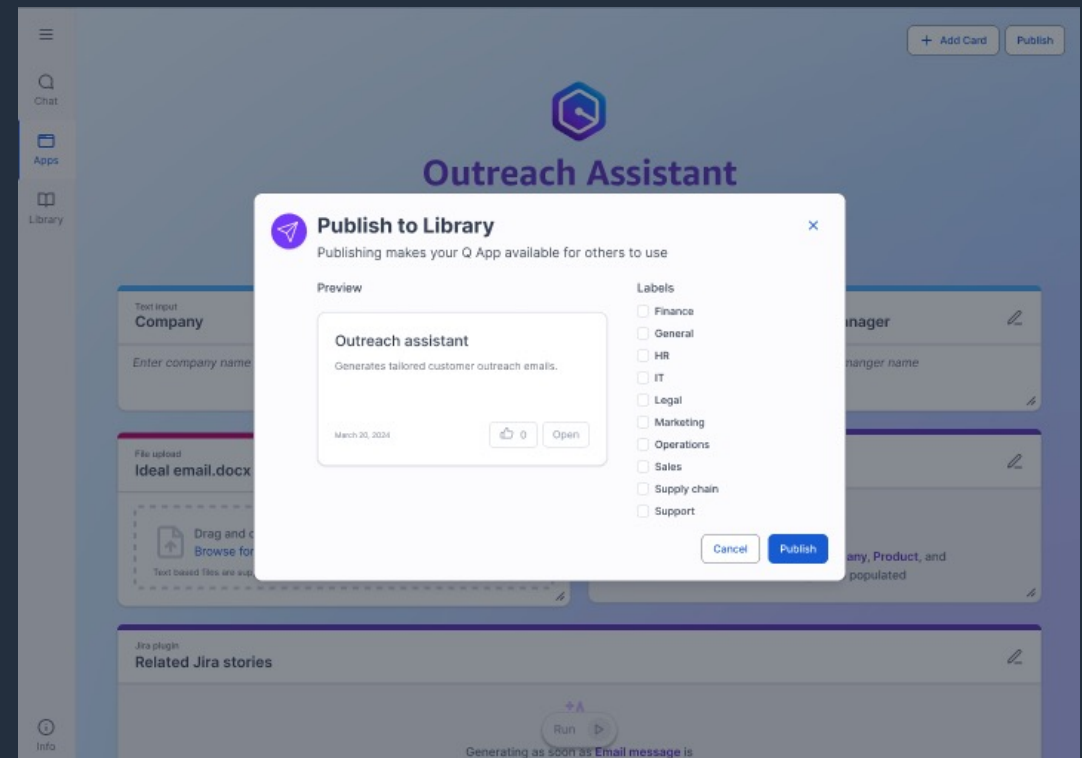 + Add Card
Publish
Chat
Apps
Library
Outreach Assistant
Publish to Library
Publishing makes your Q App available for others to use
Preview
Outreach assistant
Generates tailored customer outreach emails.
March 20, 2024
0
Open
Labels
Finance
General
HR
IT
Legal
Marketing
Operations
Sales
Supply chain
Support
Cancel
Publish
Text input
Company
Enter company name
anager
nanger name
File upload
Ideal email.docx
Drag and
Browse for
Text based files are sup
any, Product, and
populated
Jira plugin
Related Jira stories
Run
Generating as soon as Email message is
Info